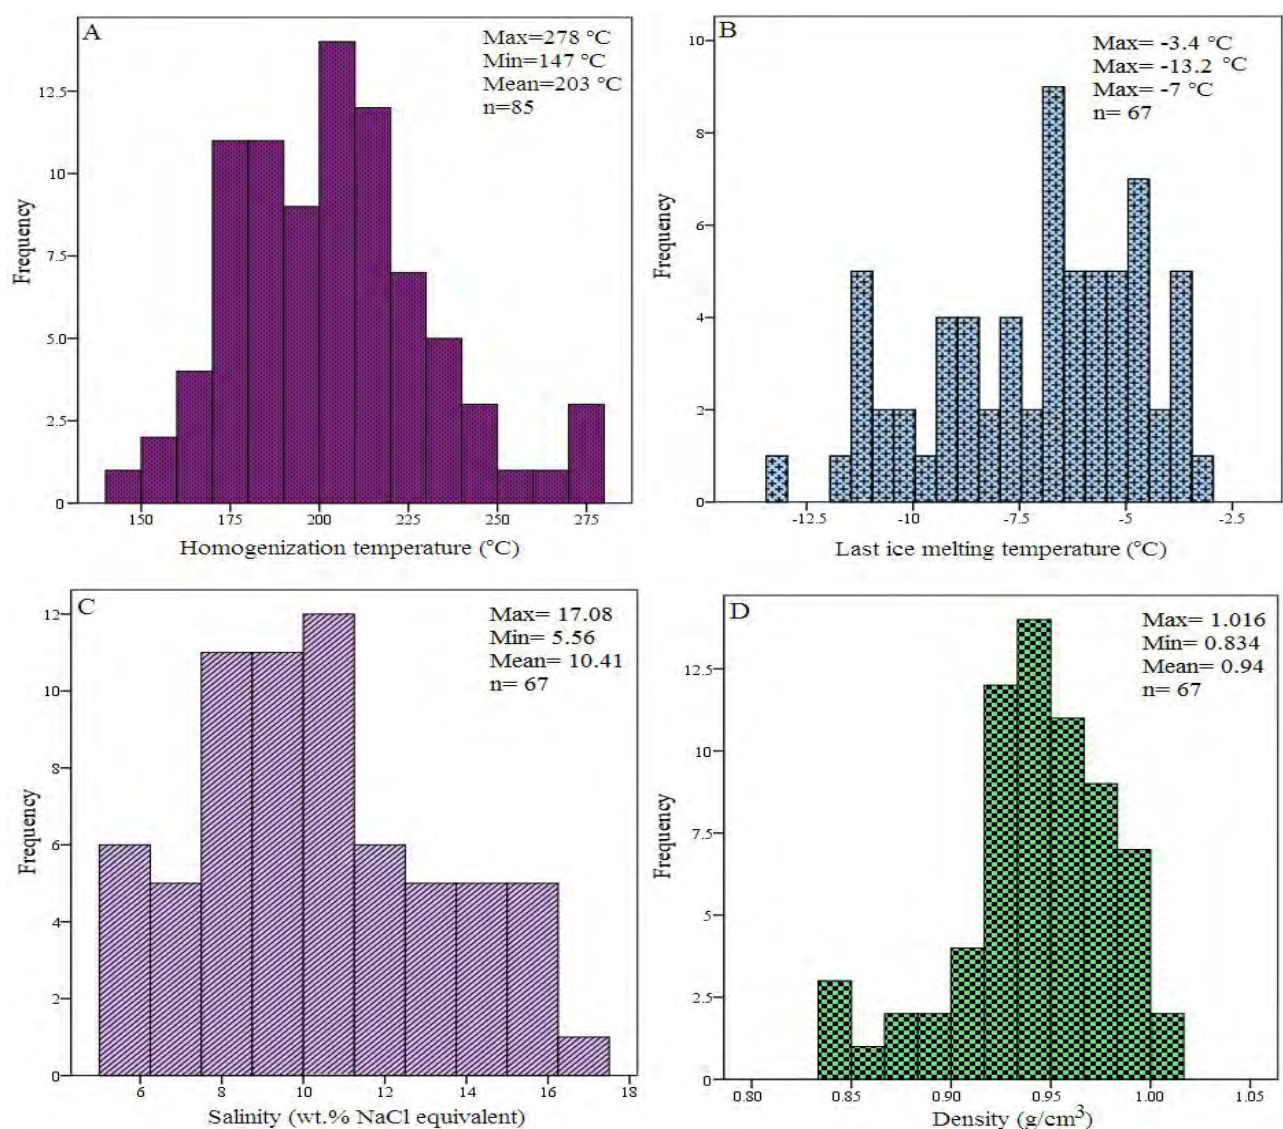 A
Max=278 °C
Min=147 °C
Mean=203 °C
n=85
12.5
10
7.5
5.0
2.5
0
Frequency
150 175 200 225 250 275
Homogenization temperature (°C)
B
Max= -3.4 °C
Max= -13.2 °C
Max= -7 °C
n= 67
10
8
6
4
2
0
Frequency
-12.5 -10 -7.5 -5 -2.5
Last ice melting temperature (°C)
C
Max= 17.08
Min= 5.56
Mean= 10.41
n= 67
12
10
8
6
4
2
0
Frequency
6 8 10 12 14 16 18
Salinity (wt.% NaCl equivalent)
D
Max= 1.016
Min= 0.834
Mean= 0.94
n= 67
12.5
10
7.5
5
2.5
0
Frequency
0.80 0.85 0.90 0.95 1.00 1.05
Density (g/cm³)